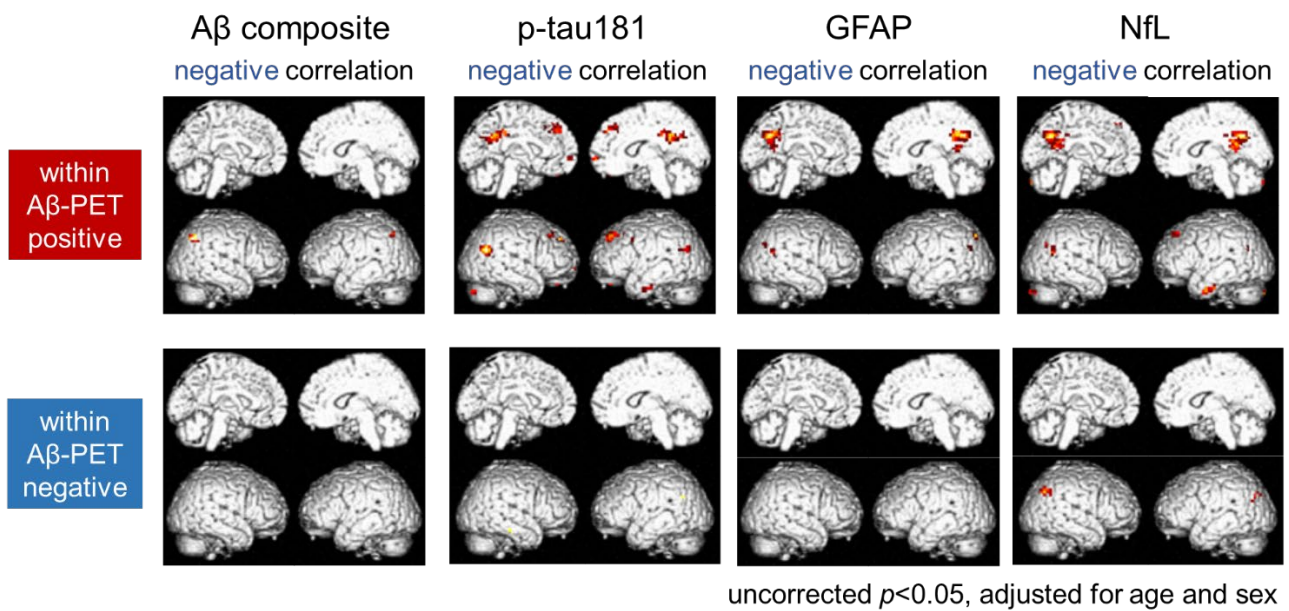 Aβ composite
negative correlation
p-tau181
negative correlation
GFAP
negative correlation
NfL
negative correlation
within
Aβ-PET
positive
within
Aβ-PET
negative
uncorrected p<0.05, adjusted for age and sex